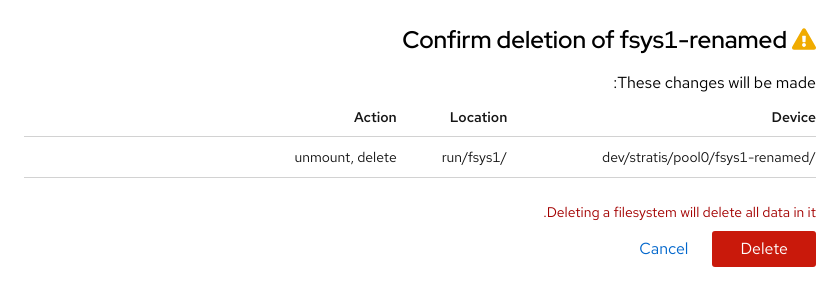 Confirm deletion of fsys1-renamed
:These changes will be made
Action Location Device
unmount, delete run/fsys1/ dev/stratis/pool0/fsys1-renamed/
.Deleting a filesystem will delete all data in it
Cancel Delete